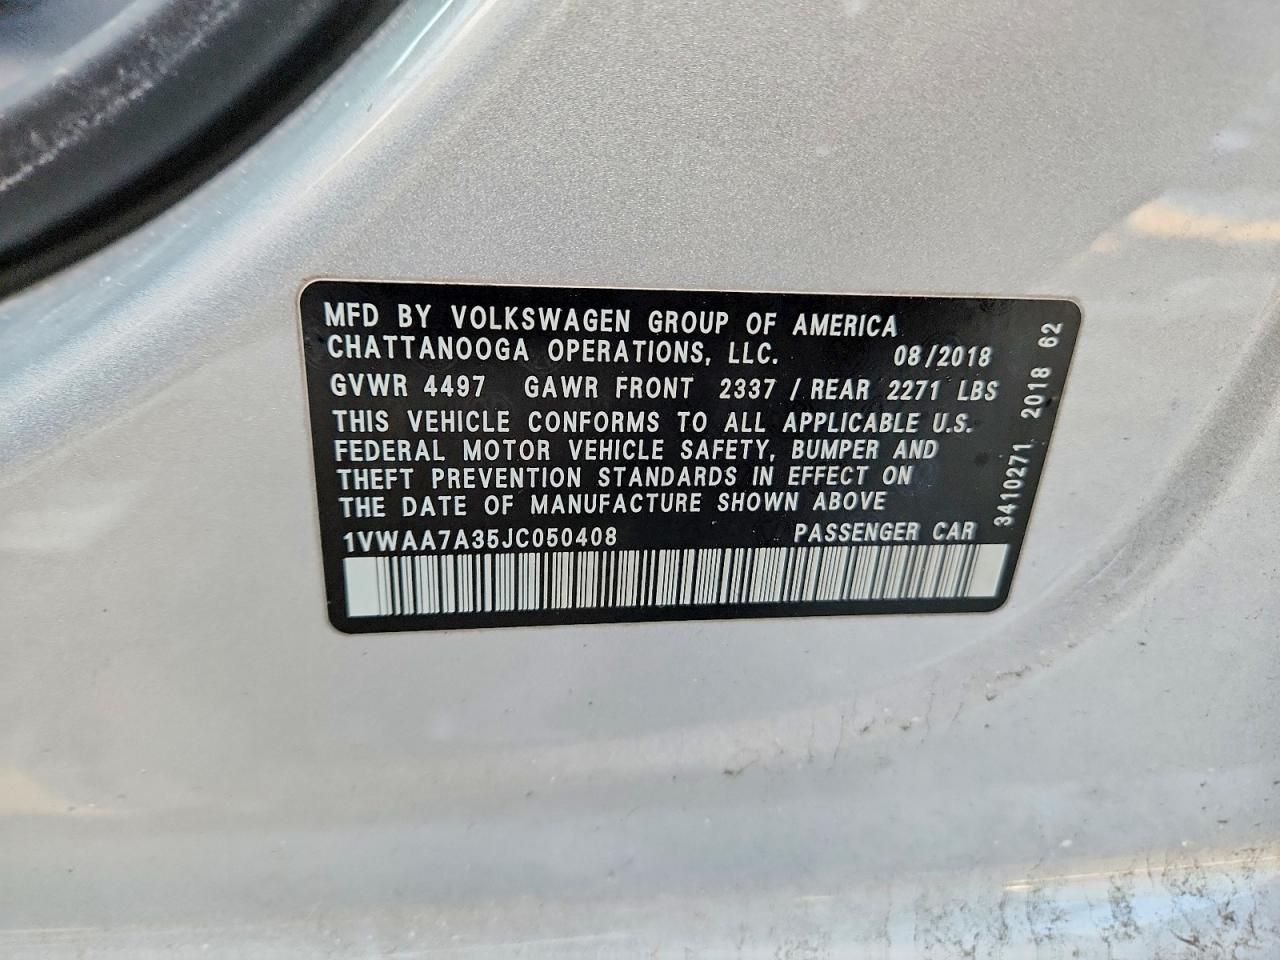 MFD BY VOLKSWAGEN GROUP OF AMERICA
CHATTANOOGA OPERATIONS, LLC. 08/2018
GVWR 4497 GAWR FRONT 2337 / REAR 2271 LBS
THIS VEHICLE CONFORMS TO ALL APPLICABLE U.S.
FEDERAL MOTOR VEHICLE SAFETY, BUMPER AND
THEFT PREVENTION STANDARDS IN EFFECT ON
THE DATE OF MANUFACTURE SHOWN ABOVE
1VWAA7A35JC050408 PASSENGER CAR
3410271 2018 62